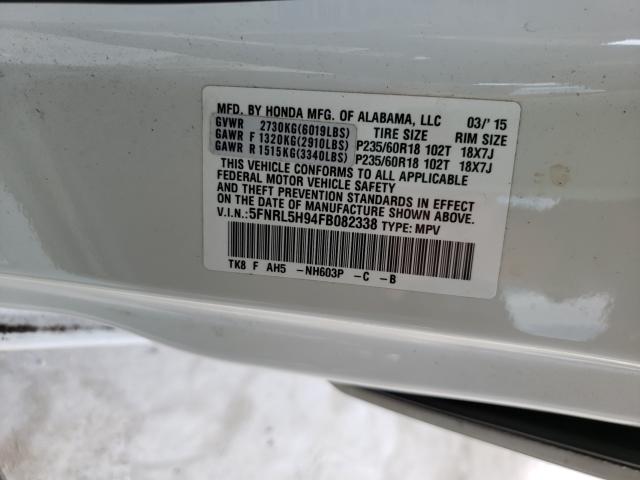 MFD. BY HONDA MFG. OF ALABAMA, LLC 03/'15
GVWR 2730KG(6019LBS) TIRE SIZE RIM SIZE
GAWR F 1320KG(2910LBS) P235/60R18 102T 18X7J
GAWR R 1515KG(3340LBS) P235/60R18 102T 18X7J
THIS VEHICLE CONFORMS TO ALL APPLICABLE
FEDERAL MOTOR VEHICLE SAFETY
AND THEFT PREVENTION STANDARDS IN EFFECT
ON THE DATE OF MANUFACTURE SHOWN ABOVE.
V.I.N.:5FNRL5H94FB082338 TYPE: MPV
TK8 F AH5 -NH603P -C -B